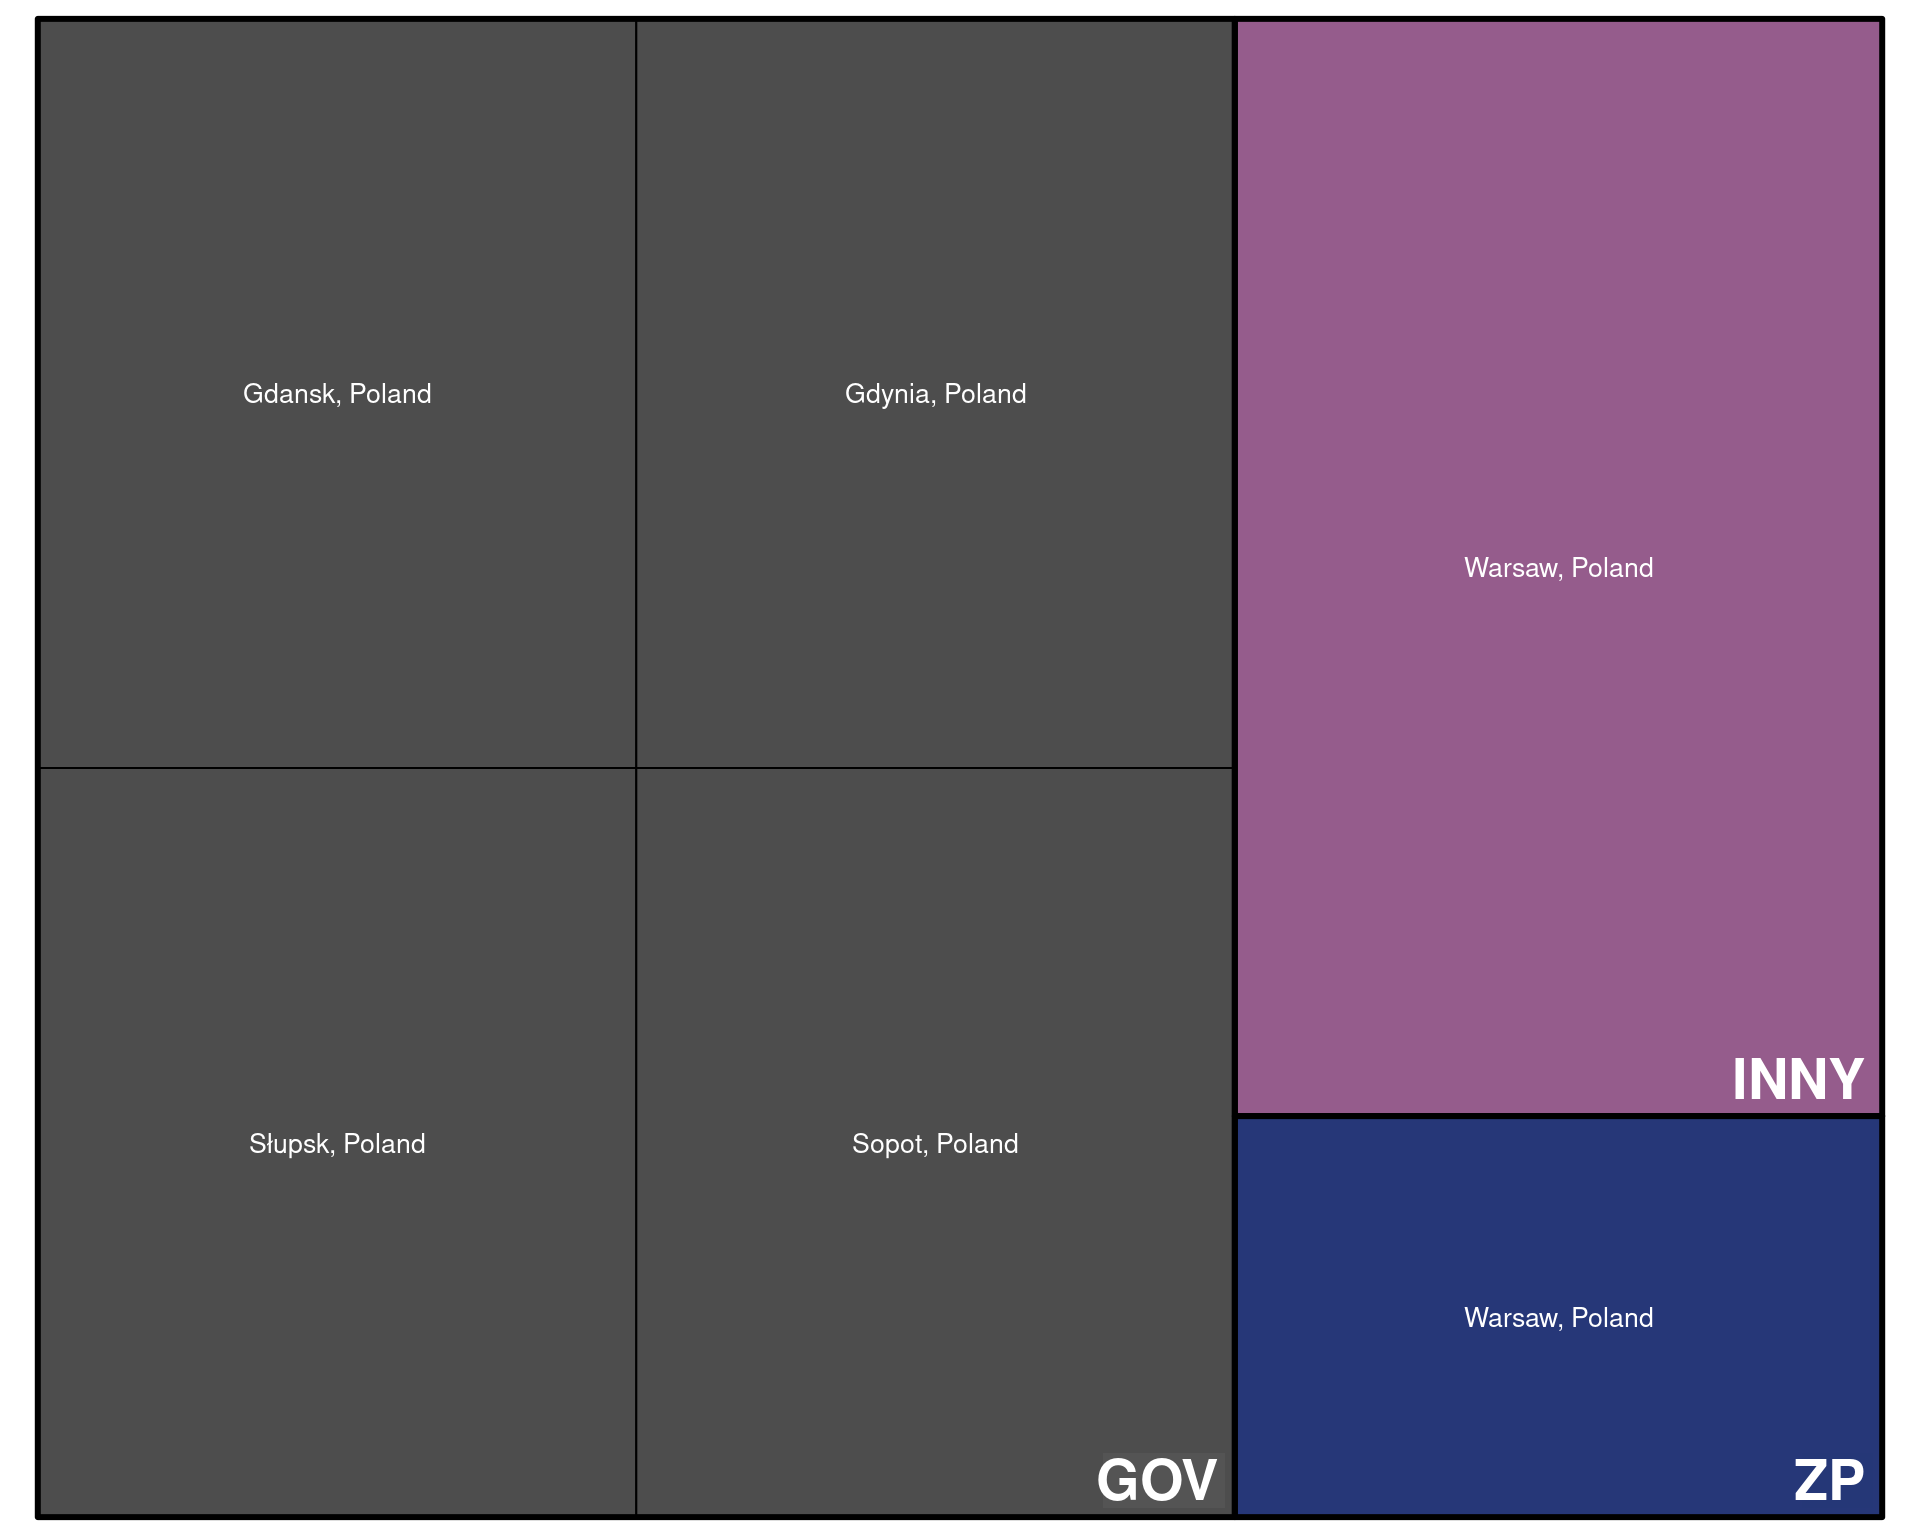 Gdansk, Poland
Gdynia, Poland
Słupsk, Poland
Sopot, Poland
GOV
Warsaw, Poland
INNY
Warsaw, Poland
ZP